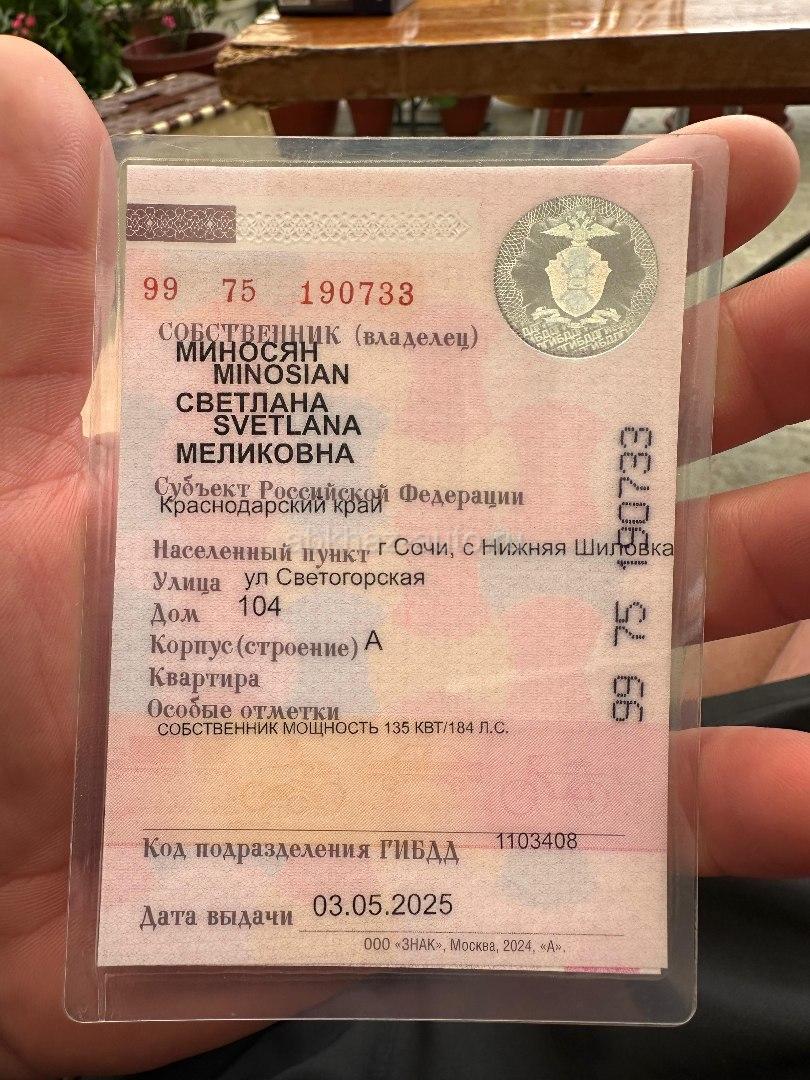 99 75 190733
СОБСТВЕННИК (владелец)
МИНОСЯН
MINOSIAN
СВЕТЛАНА
SVETLANA
МЕЛИКОВНА
Субъект Российской Федерации
Краснодарский край
Населенный пункт г Сочи, с Нижняя Шиловка
Улица ул Светогорская
Дом 104
Корпус (строение) А
Квартира
Особые отметки
СОБСТВЕННИК МОЩНОСТЬ 135 КВТ/184 Л.С.
Код подразделения ГИБДД 1103408
Дата выдачи 03.05.2025
ООО «ЗНАК», Москва, 2024, «А».
99 75 190733